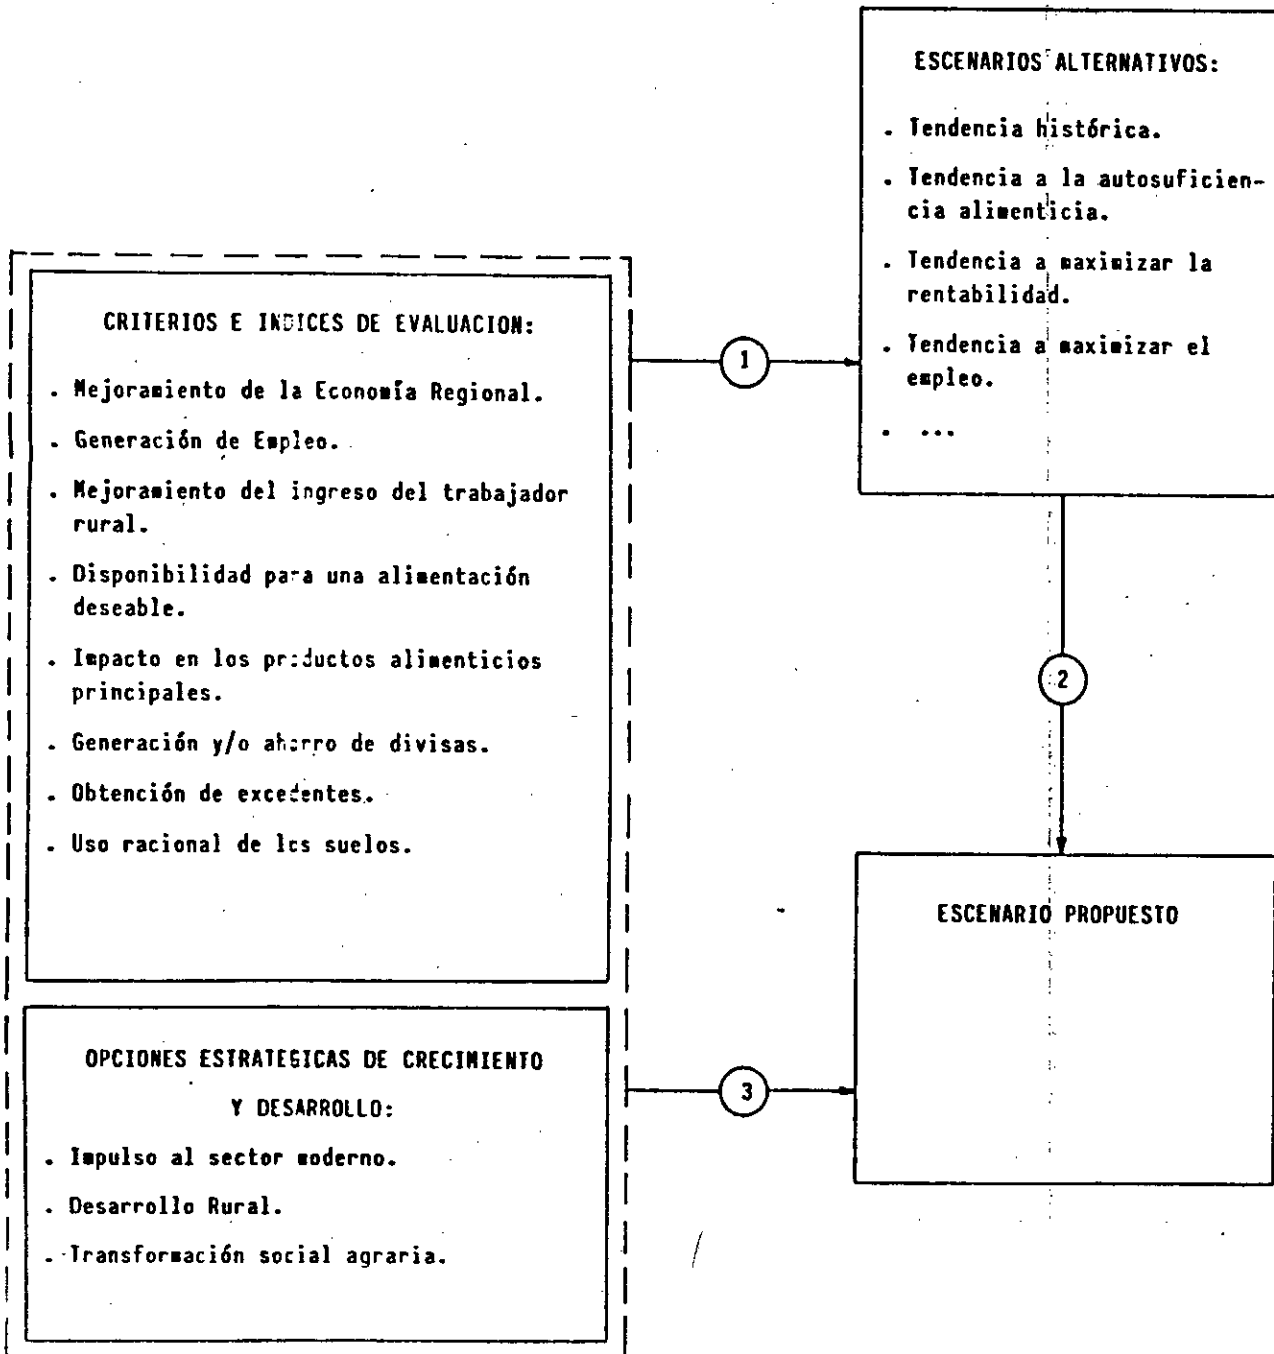 ESCENARIOS ALTERNATIVOS:
. Tendencia histórica.
. Tendencia a la autosuficien-
cia alimenticia.
. Tendencia a maximizar la
rentabilidad.
. Tendencia a maximizar el
empleo.
. ...
CRITERIOS E INDICES DE EVALUACION:
. Mejoramiento de la Economía Regional.
. Generación de Empleo.
. Mejoramiento del ingreso del trabajador
rural.
. Disponibilidad para una alimentación
deseable.
. Impacto en los productos alimenticios
principales.
. Generación y/o ahorro de divisas.
. Obtención de excedentes.
. Uso racional de los suelos.
1
2
ESCENARIO PROPUESTO
OPCIONES ESTRATEGICAS DE CRECIMIENTO
Y DESARROLLO:
. Impulso al sector moderno.
. Desarrollo Rural.
. Transformación social agraria.
3